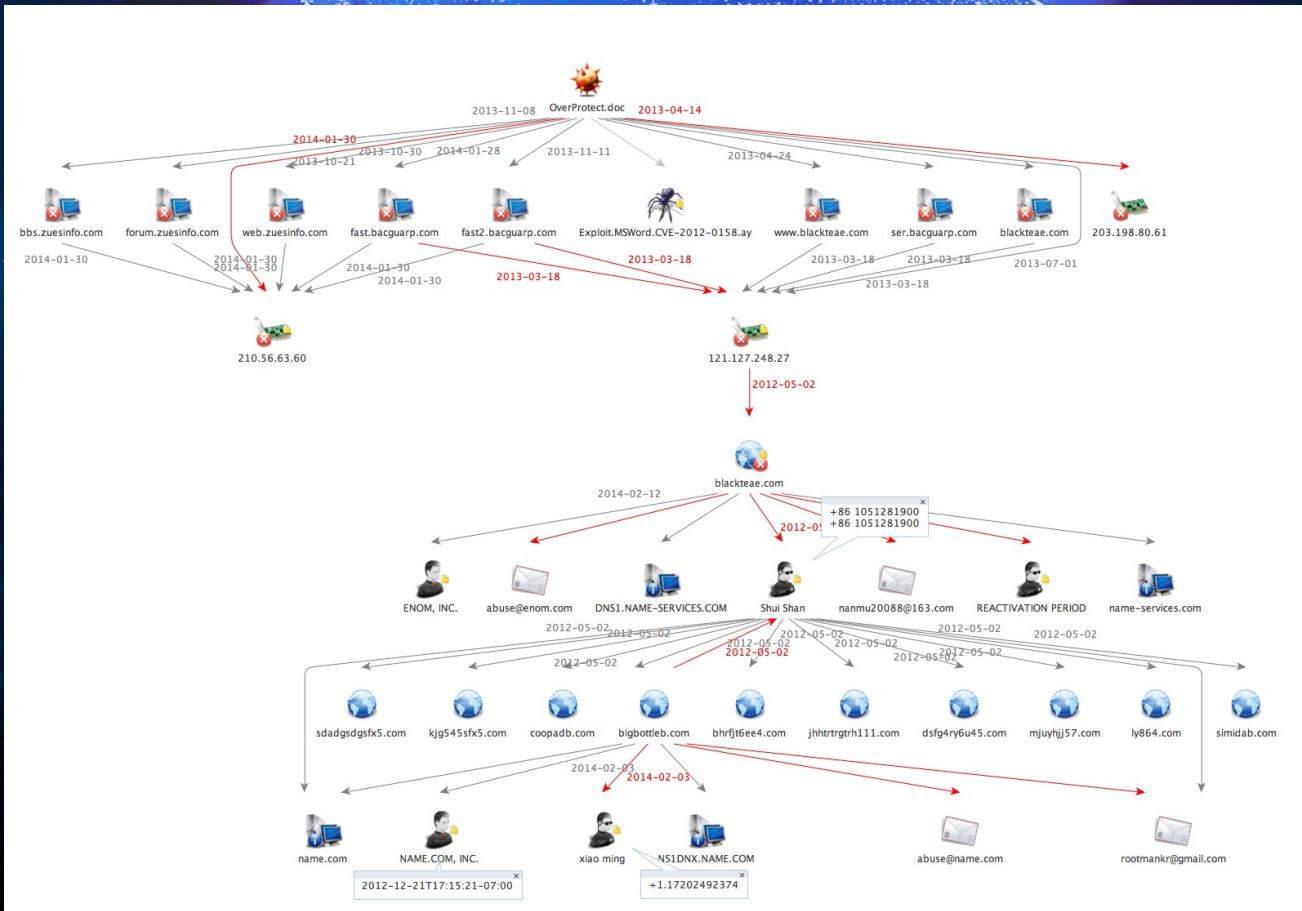 OverProtect.doc
2013-11-08
2013-04-14
2014-01-30
2013-10-21
2013-10-30
2014-01-28
2013-11-11
2013-04-24
bbs.zuesinfo.com
forum.zuesinfo.com
web.zuesinfo.com
fast.bacguarp.com
fast2.bacguarp.com
Exploit.MSWord.CVE-2012-0158.ay
www.blackteae.com
ser.bacguarp.com
blackteae.com
203.198.80.61
2014-01-30
2014-01-30
2014-01-30
2014-01-30
2014-01-30
2013-03-18
2013-03-18
2013-03-18
2013-03-18
2013-03-18
2013-07-01
210.56.63.60
121.127.248.27
2012-05-02
blackteae.com
2014-02-12
+86 1051281900
+86 1051281900
ENOM, INC.
abuse@enom.com
DNS1.NAME-SERVICES.COM
Shui Shan
nanmu20088@163.com
REACTIVATION PERIOD
name-services.com
2012-05-02
2012-05-02
2012-05-02
2012-05-02
2012-05-02
2012-05-02
2012-05-02
2012-05-02
2012-05-02
2012-05-02
2012-05-02
sdadgsdgsfx5.com
kjg545sfx5.com
coopadb.com
bigbottieb.com
bhrfjt6ee4.com
jhhtrtrgtrh111.com
dsfg4ry6u45.com
mjuyhjj57.com
ly864.com
simidab.com
2014-02-03
2014-02-03
name.com
NAME.COM, INC.
xiao ming
NS1DNX.NAME.COM
abuse@name.com
rootmankr@gmail.com
2012-12-21T17:15:21-07:00
+1.17202492374